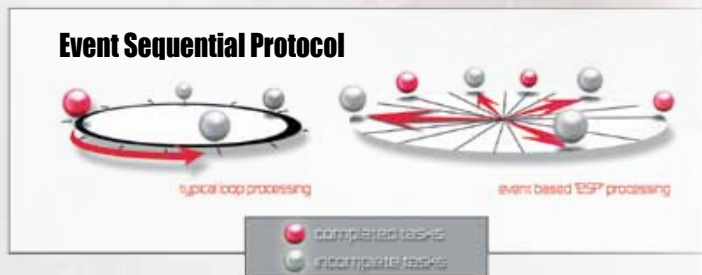 Event Sequential Protocol
typical loop processing
event based "ESP" processing
completed tasks
incomplete tasks